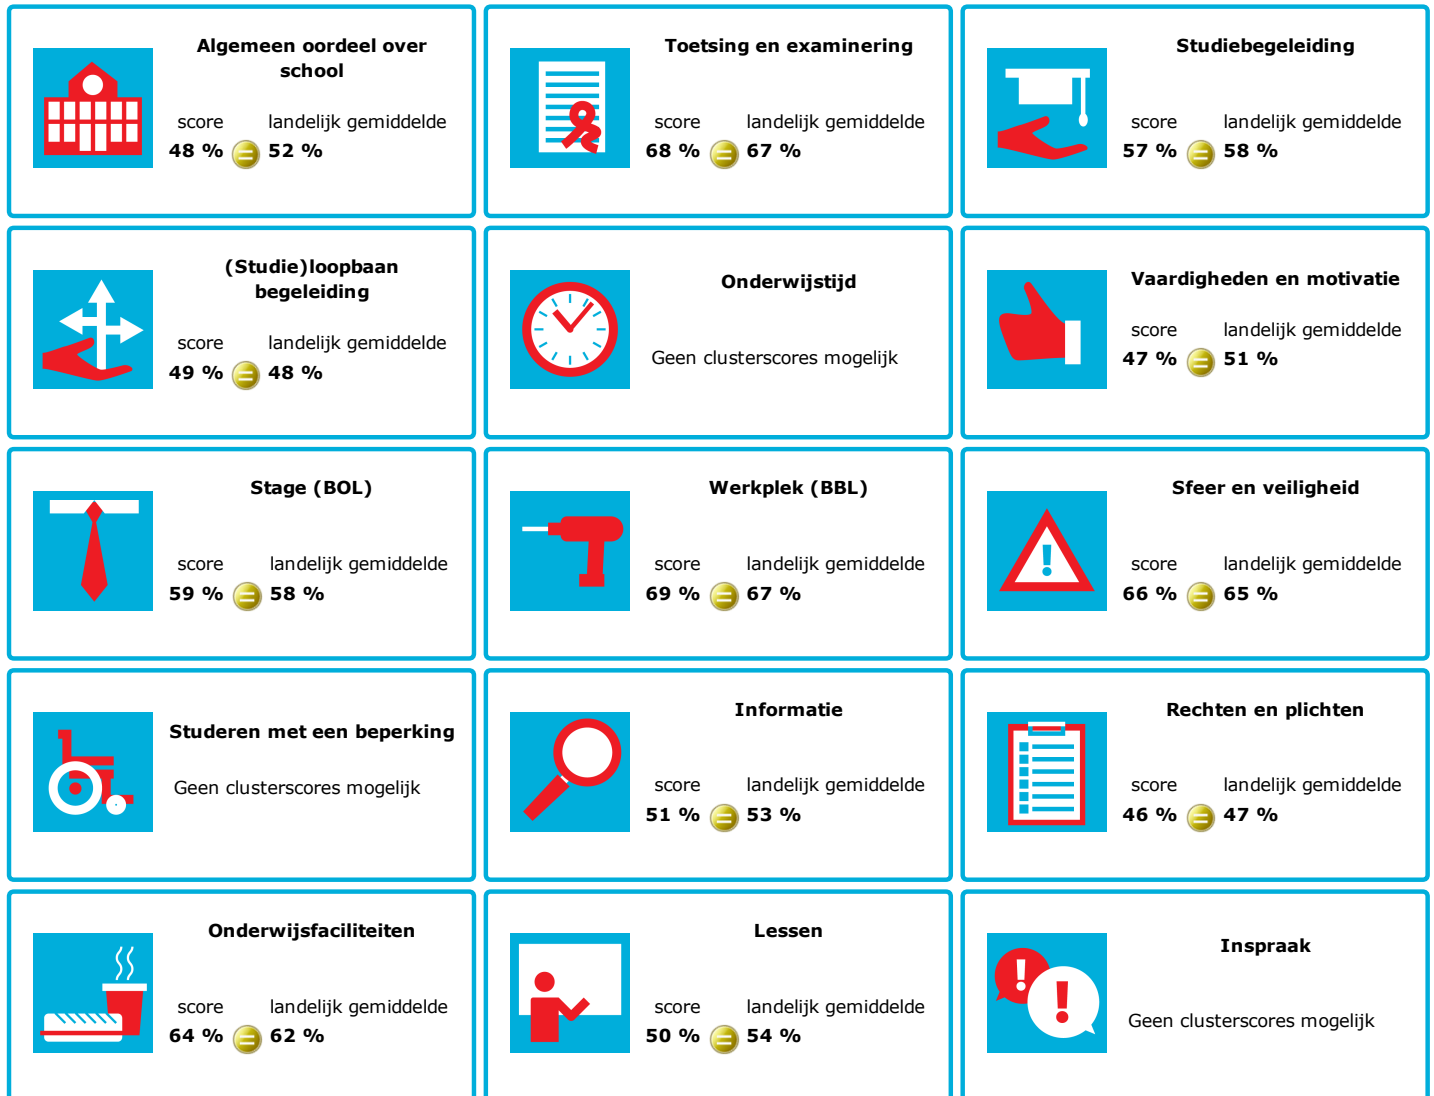 Algemeen oordeel over
school
score landelijk gemiddelde
48 % = 52 %
Toetsing en examinering
score landelijk gemiddelde
68 % = 67 %
Studiebegeleiding
score landelijk gemiddelde
57 % = 58 %
(Studie)loopbaan
begeleiding
score landelijk gemiddelde
49 % = 48 %
Onderwijstijd
Geen clusterscores mogelijk
Vaardigheden en motivatie
score landelijk gemiddelde
47 % = 51 %
Stage (BOL)
score landelijk gemiddelde
59 % = 58 %
Werkplek (BBL)
score landelijk gemiddelde
69 % = 67 %
Sfeer en veiligheid
score landelijk gemiddelde
66 % = 65 %
Studeren met een beperking
Geen clusterscores mogelijk
Informatie
score landelijk gemiddelde
51 % = 53 %
Rechten en plichten
score landelijk gemiddelde
46 % = 47 %
Onderwijsfaciliteiten
score landelijk gemiddelde
64 % = 62 %
Lessen
score landelijk gemiddelde
50 % = 54 %
Inspraak
Geen clusterscores mogelijk